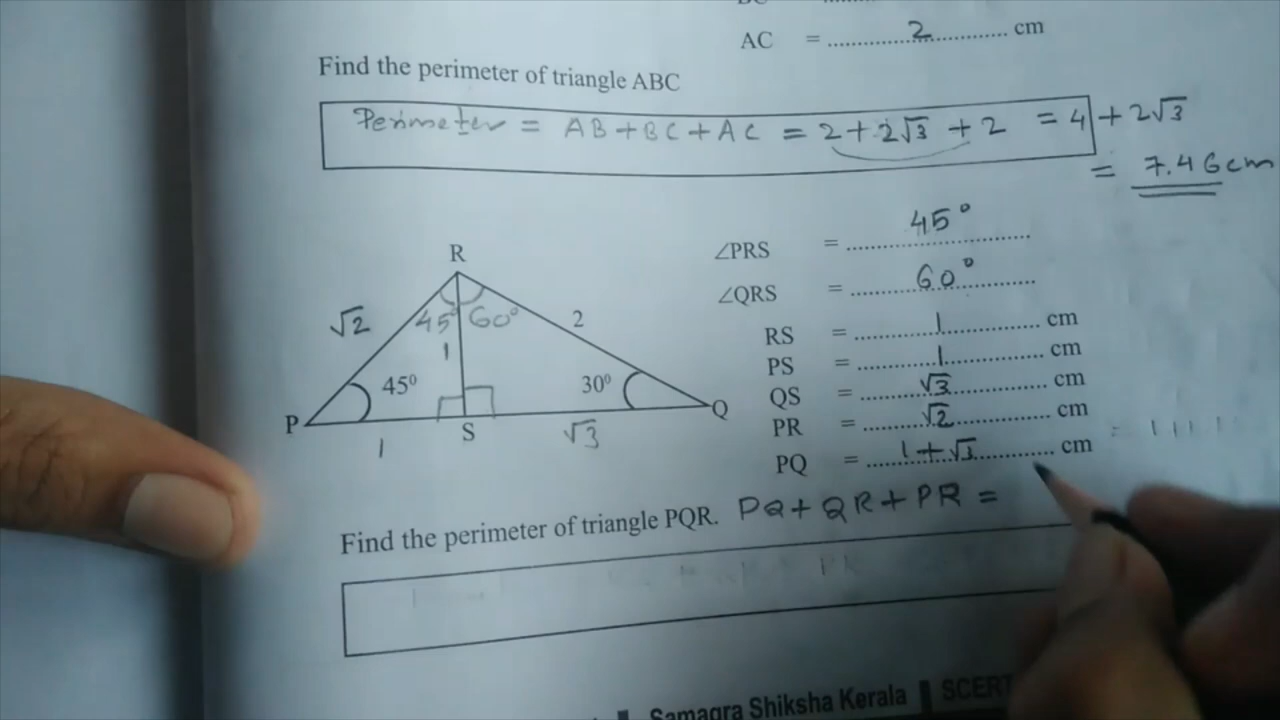 AC = ........2........ cm
Find the perimeter of triangle ABC
Perimeter = AB+BC+AC = 2+2√3+2 = 4+2√3
= 7.46cm
∠PRS = 45°
∠QRS = 60°
RS = 1 cm
PS = 1 cm
QS = √3 cm
PR = √2 cm
PQ = 1+√3 cm
R
√2
45° 60°
2
1
45°
30°
P
S
Q
1
√3
Find the perimeter of triangle PQR. PQ+QR+PR =
Samagra Shiksha Kerala SCERT